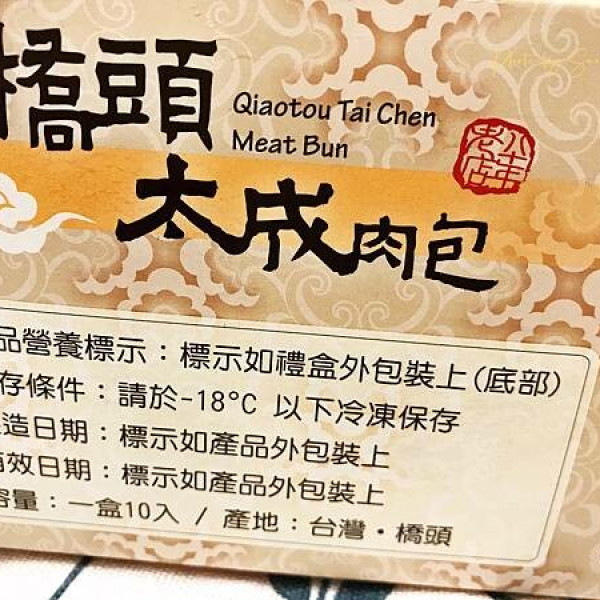 橋頭
Qiaotou Tai Chen
Meat Bun
太成肉包
品營養標示：標示如禮盒外包裝上(底部)
存條件：請於-18°C 以下冷凍保存
造日期：標示如產品外包裝上
有效日期：標示如產品外包裝上
容量：一盒10入 / 產地：台灣·橋頭